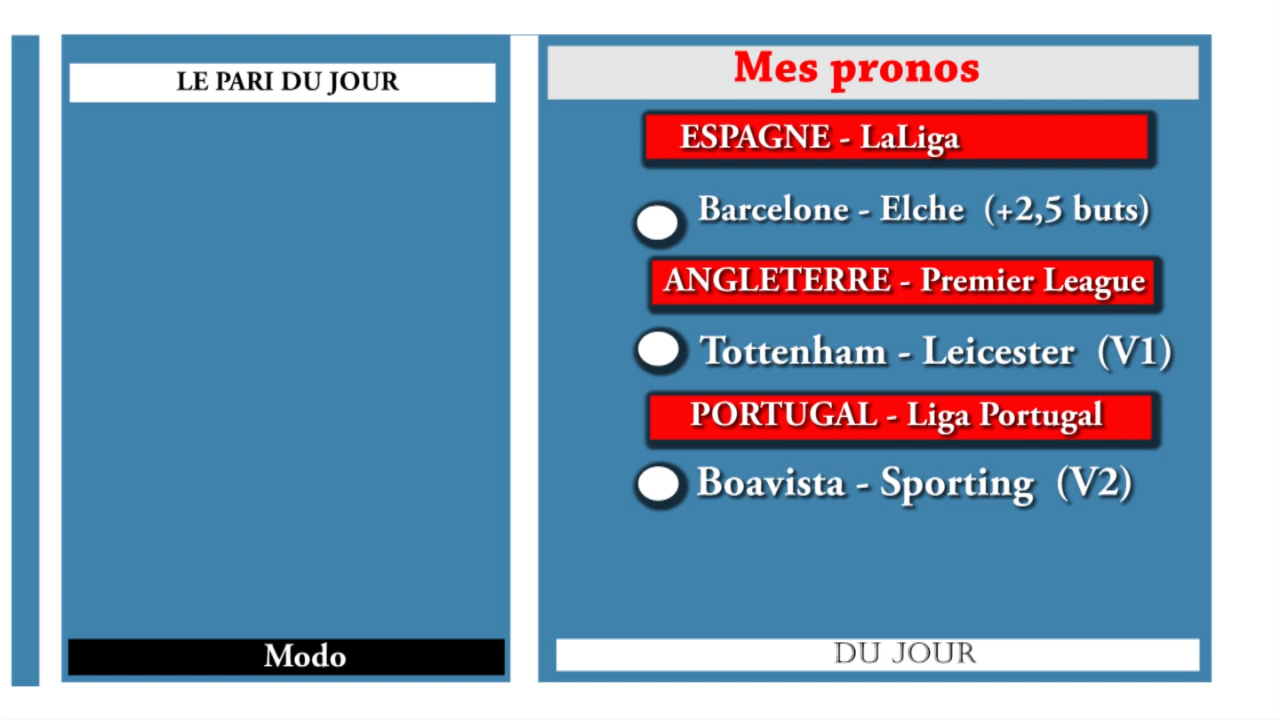 LE PARI DU JOUR
Modo
Mes pronos
ESPAGNE - LaLiga
Barcelone - Elche (+2,5 buts)
ANGLETERRE - Premier League
Tottenham - Leicester (V1)
PORTUGAL - Liga Portugal
Boavista - Sporting (V2)
DU JOUR